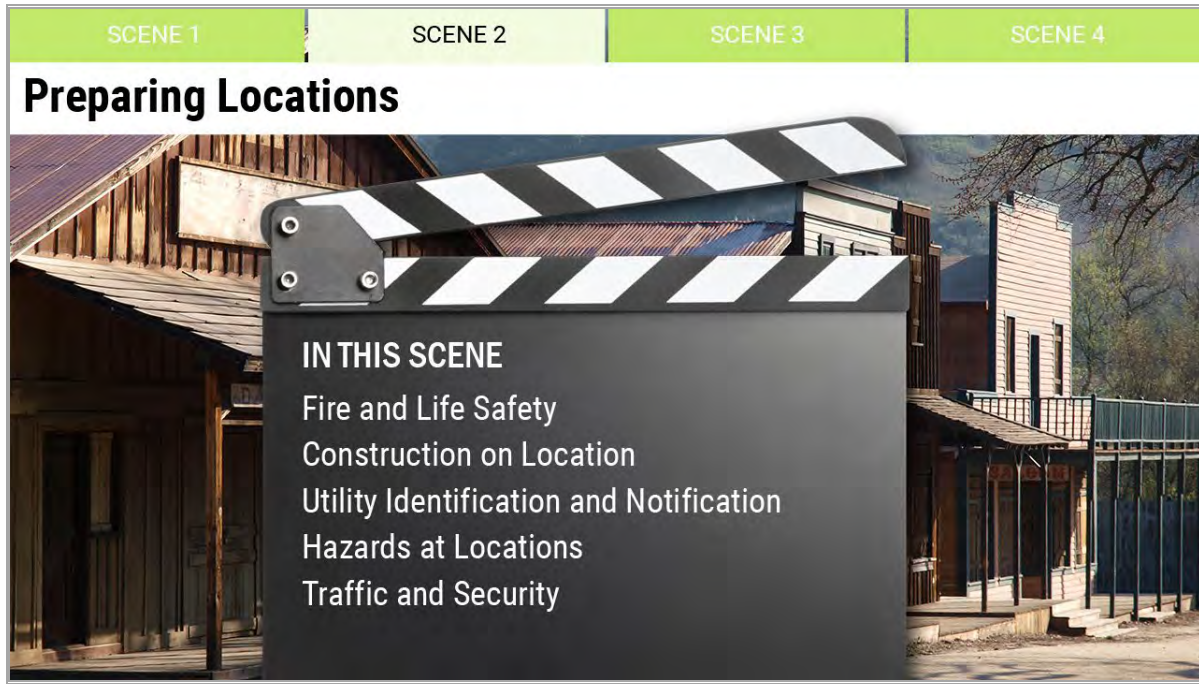 SCENE 1
SCENE 2
SCENE 3
SCENE 4
Preparing Locations
IN THIS SCENE
Fire and Life Safety
Construction on Location
Utility Identification and Notification
Hazards at Locations
Traffic and Security